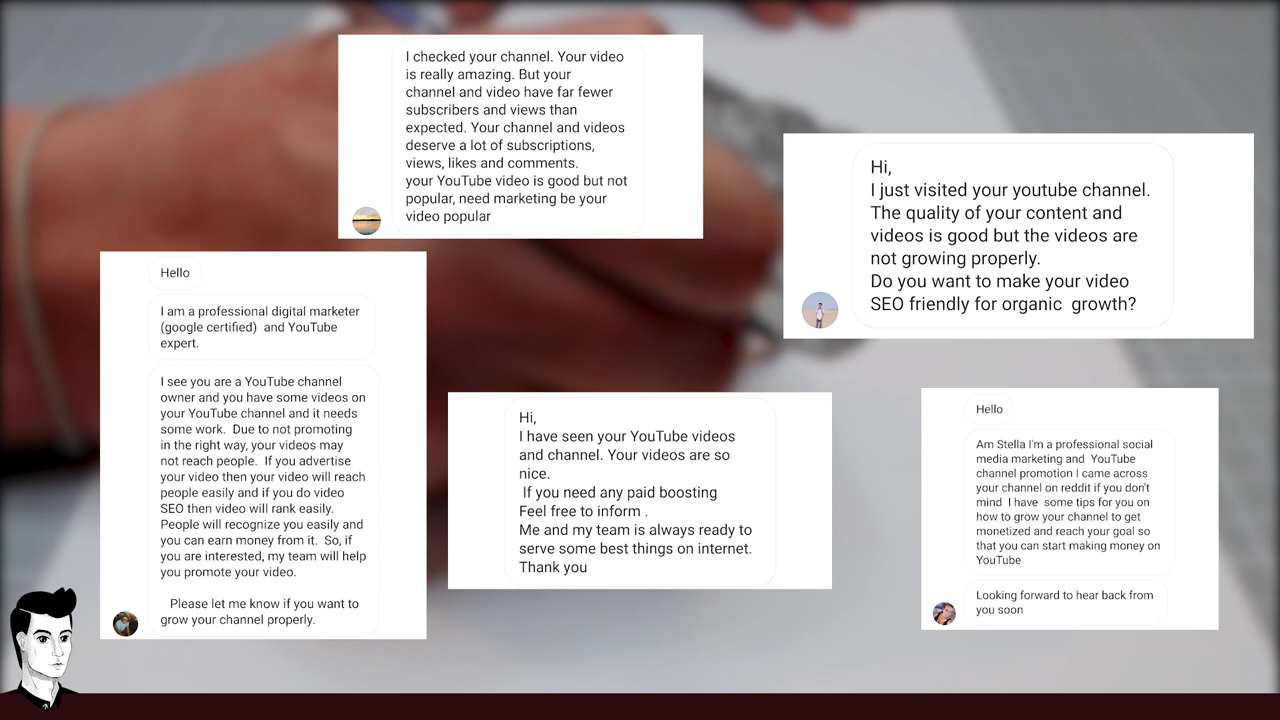 I checked your channel. Your video
is really amazing. But your
channel and video have far fewer
subscribers and views than
expected. Your channel and videos
deserve a lot of subscriptions,
views, likes and comments.
your YouTube video is good but not
popular, need marketing be your
video popular
Hi,
I just visited your youtube channel.
The quality of your content and
videos is good but the videos are
not growing properly.
Do you want to make your video
SEO friendly for organic  growth?
Hello
I am a professional digital marketer
(google certified)  and YouTube
expert.
I see you are a YouTube channel
owner and you have some videos on
your YouTube channel and it needs
some work.  Due to not promoting
in the right way, your videos may
not reach people.  If you advertise
your video then your video will reach
people easily and if you do video
SEO then video will rank easily.
People will recognize you easily and
you can earn money from it.  So, if
you are interested, my team will help
you promote your video.
Please let me know if you want to
grow your channel properly.
Hi,
I have seen your YouTube videos
and channel. Your videos are so
nice.
If you need any paid boosting
Feel free to inform .
Me and my team is always ready to
serve some best things on internet.
Thank you
Hello
Am Stella I'm a professional social
media marketing and  YouTube
channel promotion I came across
your channel on reddit if you don't
mind  I have  some tips for you on
how to grow your channel to get
monetized and reach your goal so
that you can start making money on
YouTube
Looking forward to hear back from
you soon